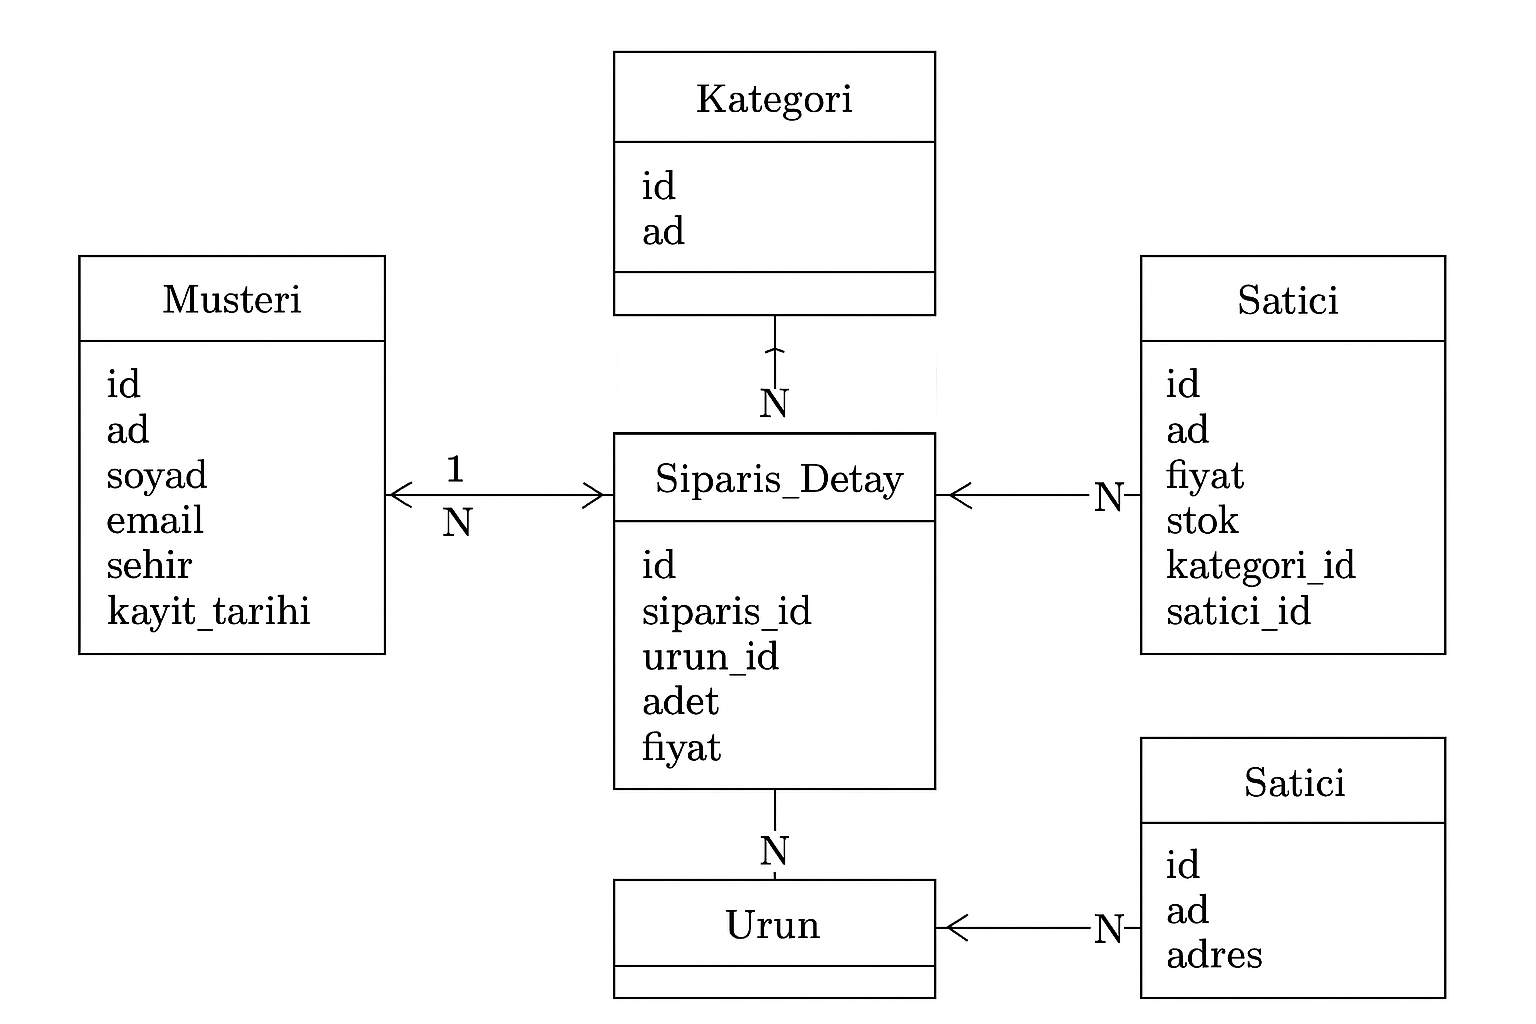 Kategori
id
ad
Musteri
id
ad
soyad
email
sehir
kayit_tarihi
1
N
N
Siparis_Detay
id
siparis_id
urun_id
adet
fiyat
N
Satici
id
ad
fiyat
stok
kategori_id
satici_id
N
Urun
N
Satici
id
ad
adres